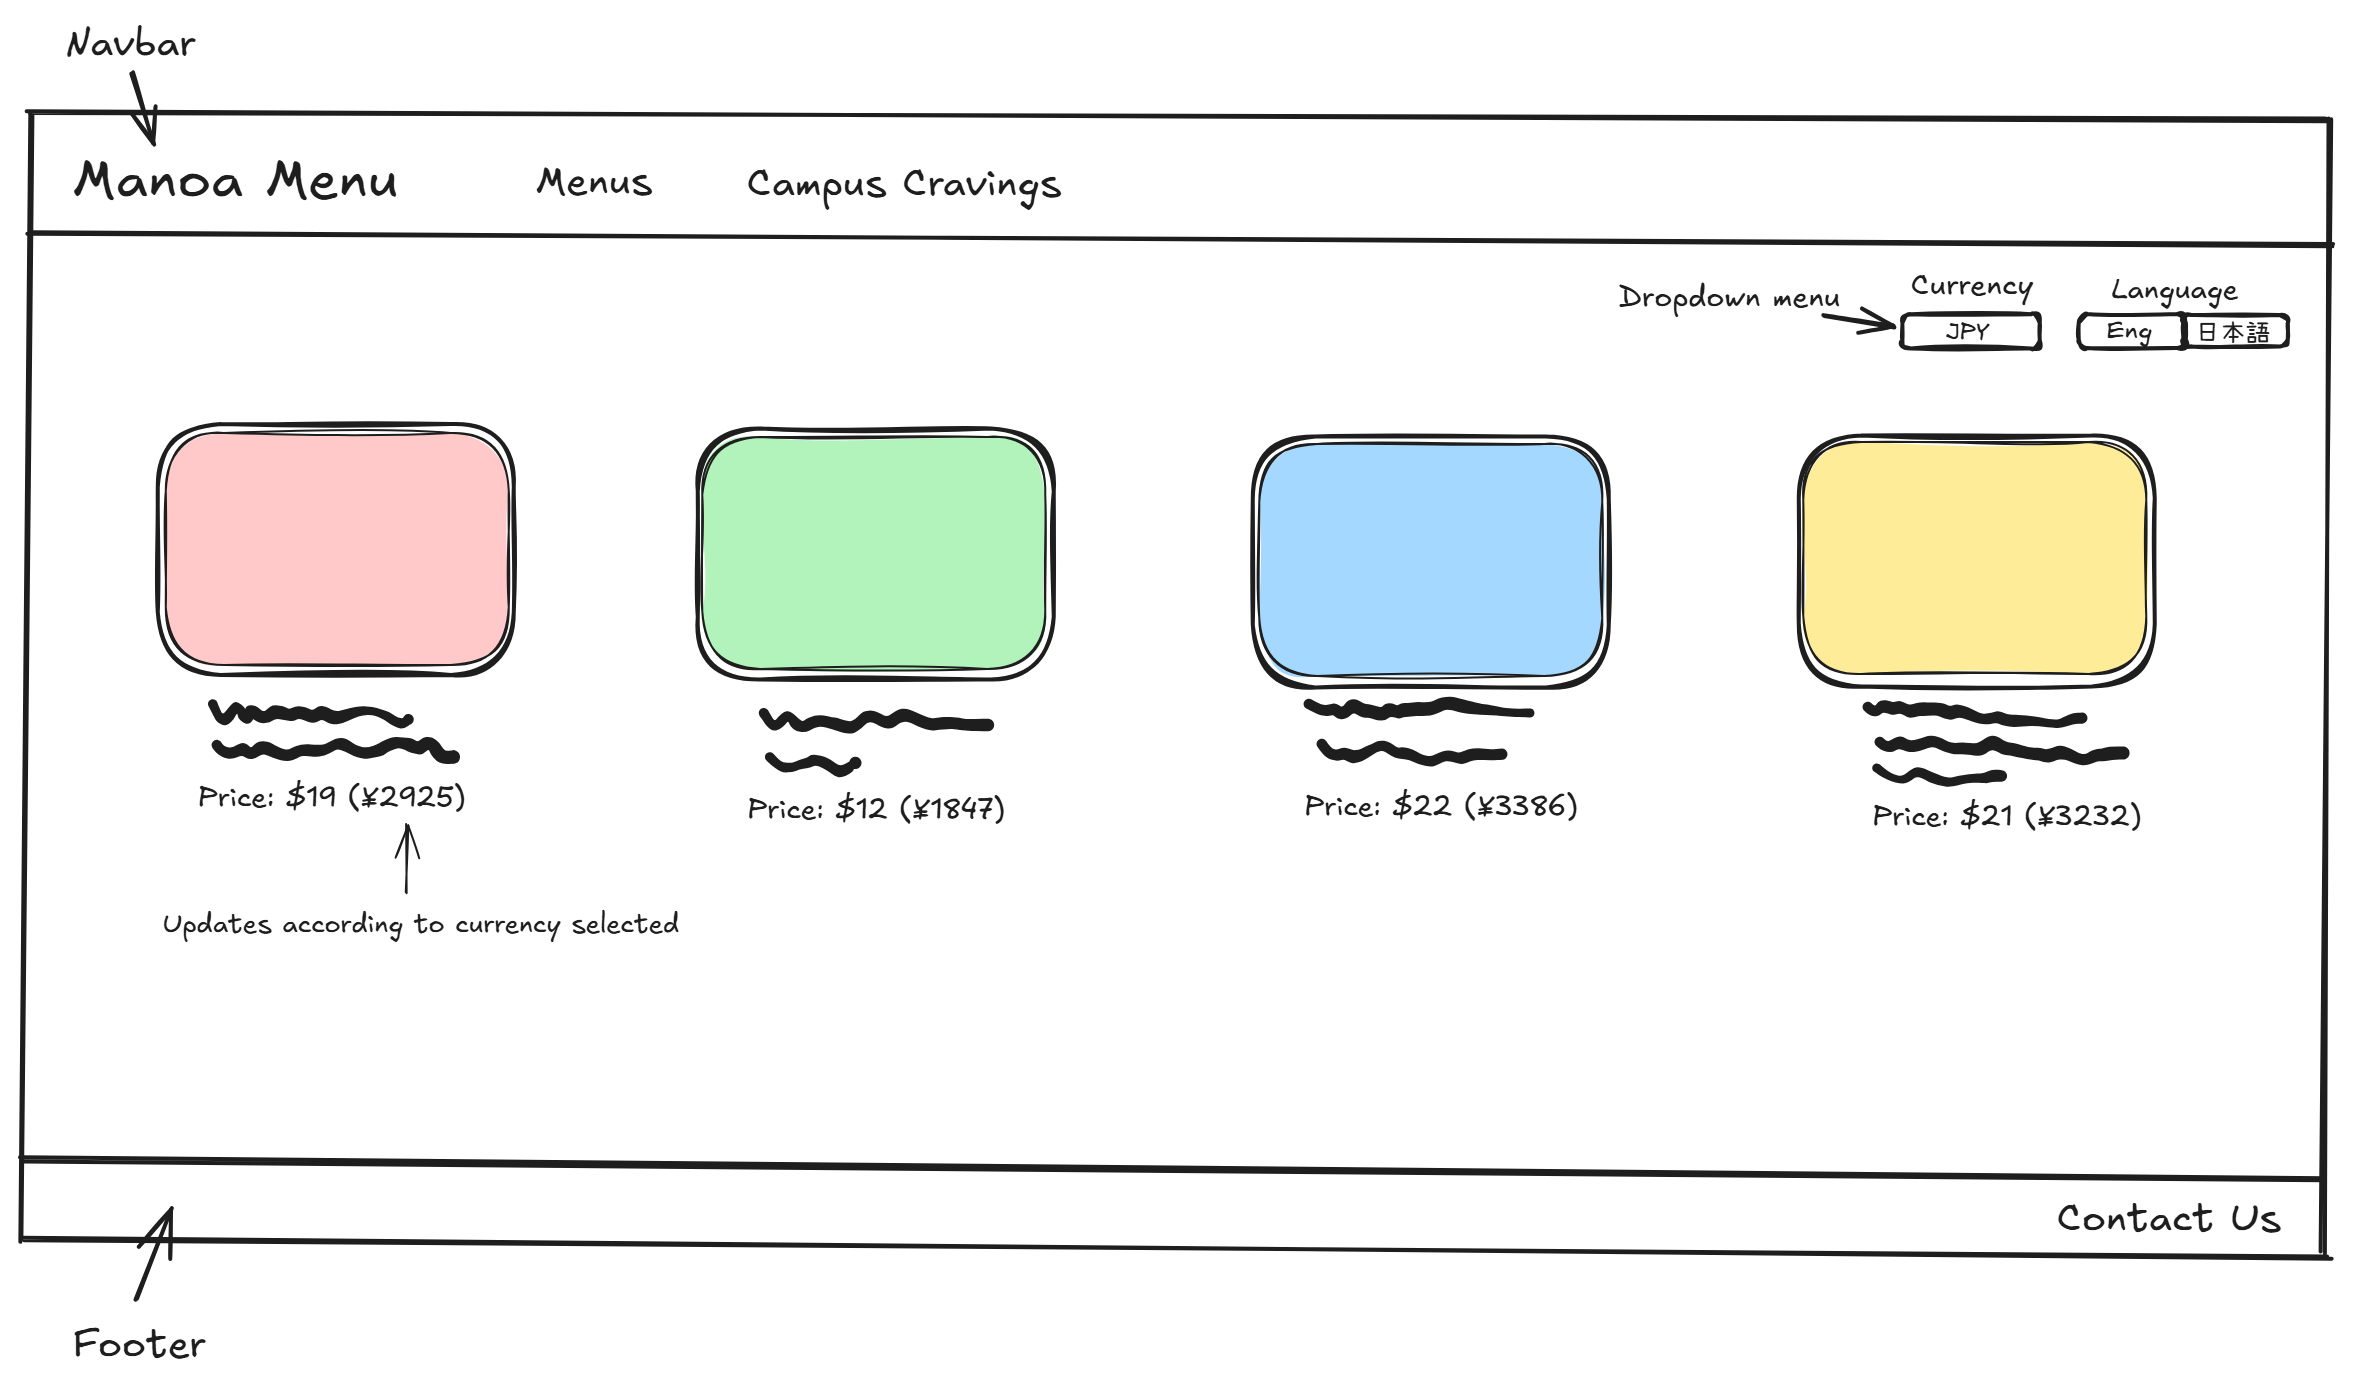 Navbar
Manoa Menu
Menus
Campus Cravings
Dropdown menu
Currency
JPY
Language
Eng
日本語
Price: $19 (¥2925)
Price: $12 (¥1847)
Price: $22 (¥3386)
Price: $21 (¥3232)
Updates according to currency selected
Contact Us
Footer